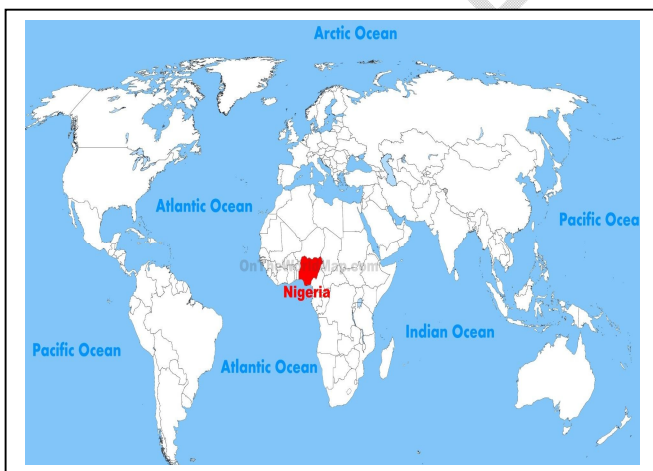 Arctic Ocean
Atlantic Ocean
Pacific Ocea
Nigeria
Indian Ocean
Pacific Ocean
Atlantic Ocean